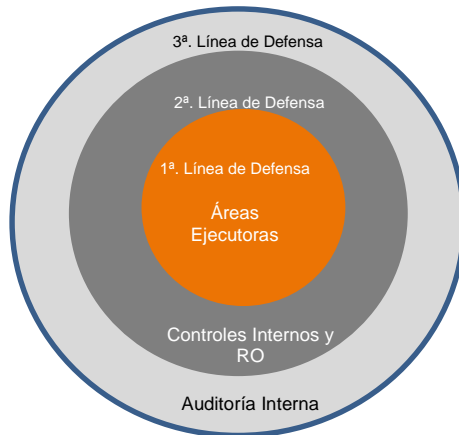 3ª. Línea de Defensa
2ª. Línea de Defensa
1ª. Línea de Defensa
Áreas
Ejecutoras
Controles Internos y
RO
Auditoría Interna